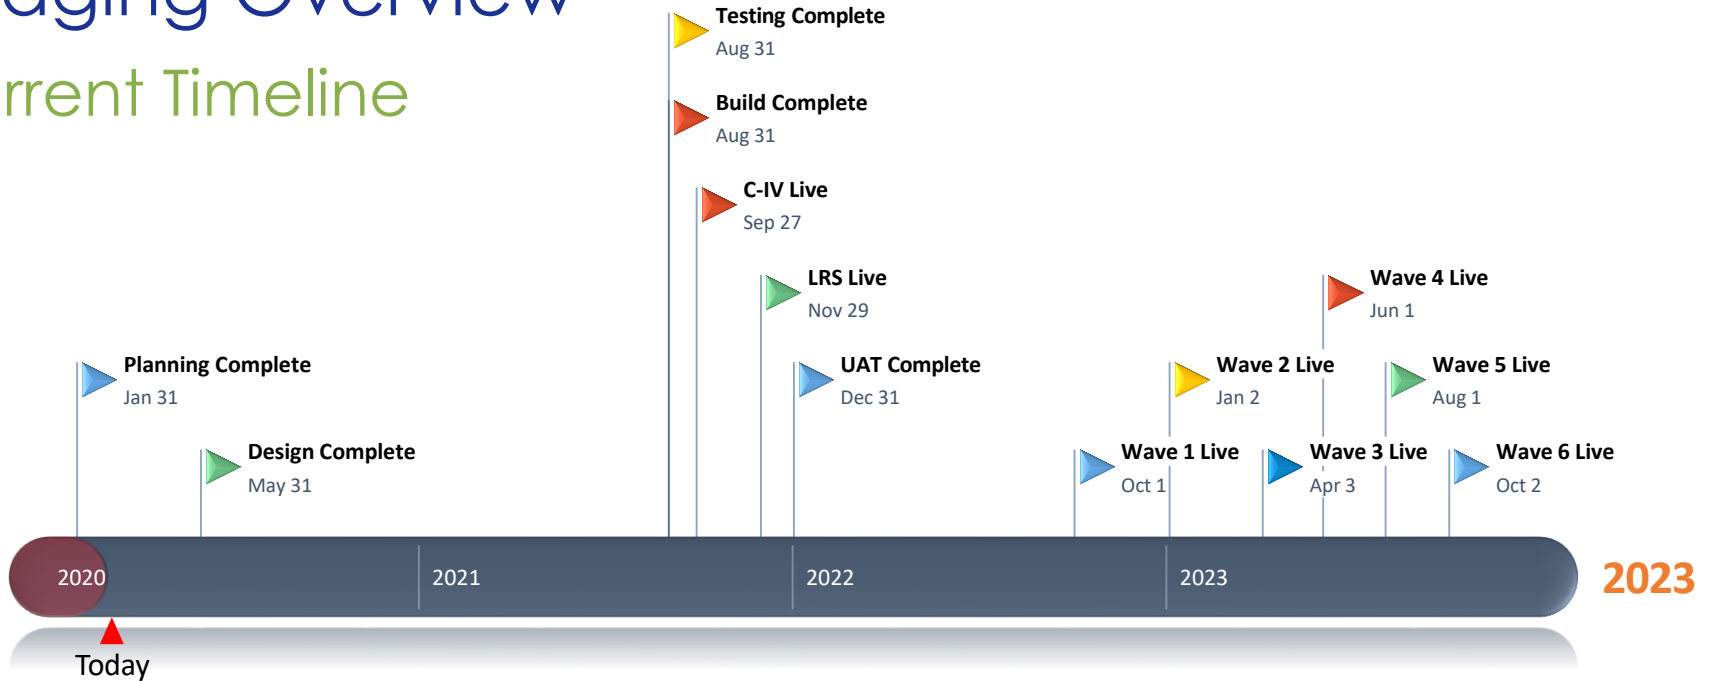 aging Overview
rrent Timeline
Testing Complete
Aug 31
Build Complete
Aug 31
C-IV Live
Sep 27
LRS Live
Nov 29
Wave 4 Live
Jun 1
Planning Complete
Jan 31
UAT Complete
Dec 31
Wave 2 Live
Jan 2
Wave 5 Live
Aug 1
Design Complete
May 31
Wave 1 Live
Oct 1
Wave 3 Live
Apr 3
Wave 6 Live
Oct 2
2020
2021
2022
2023
2023
Today